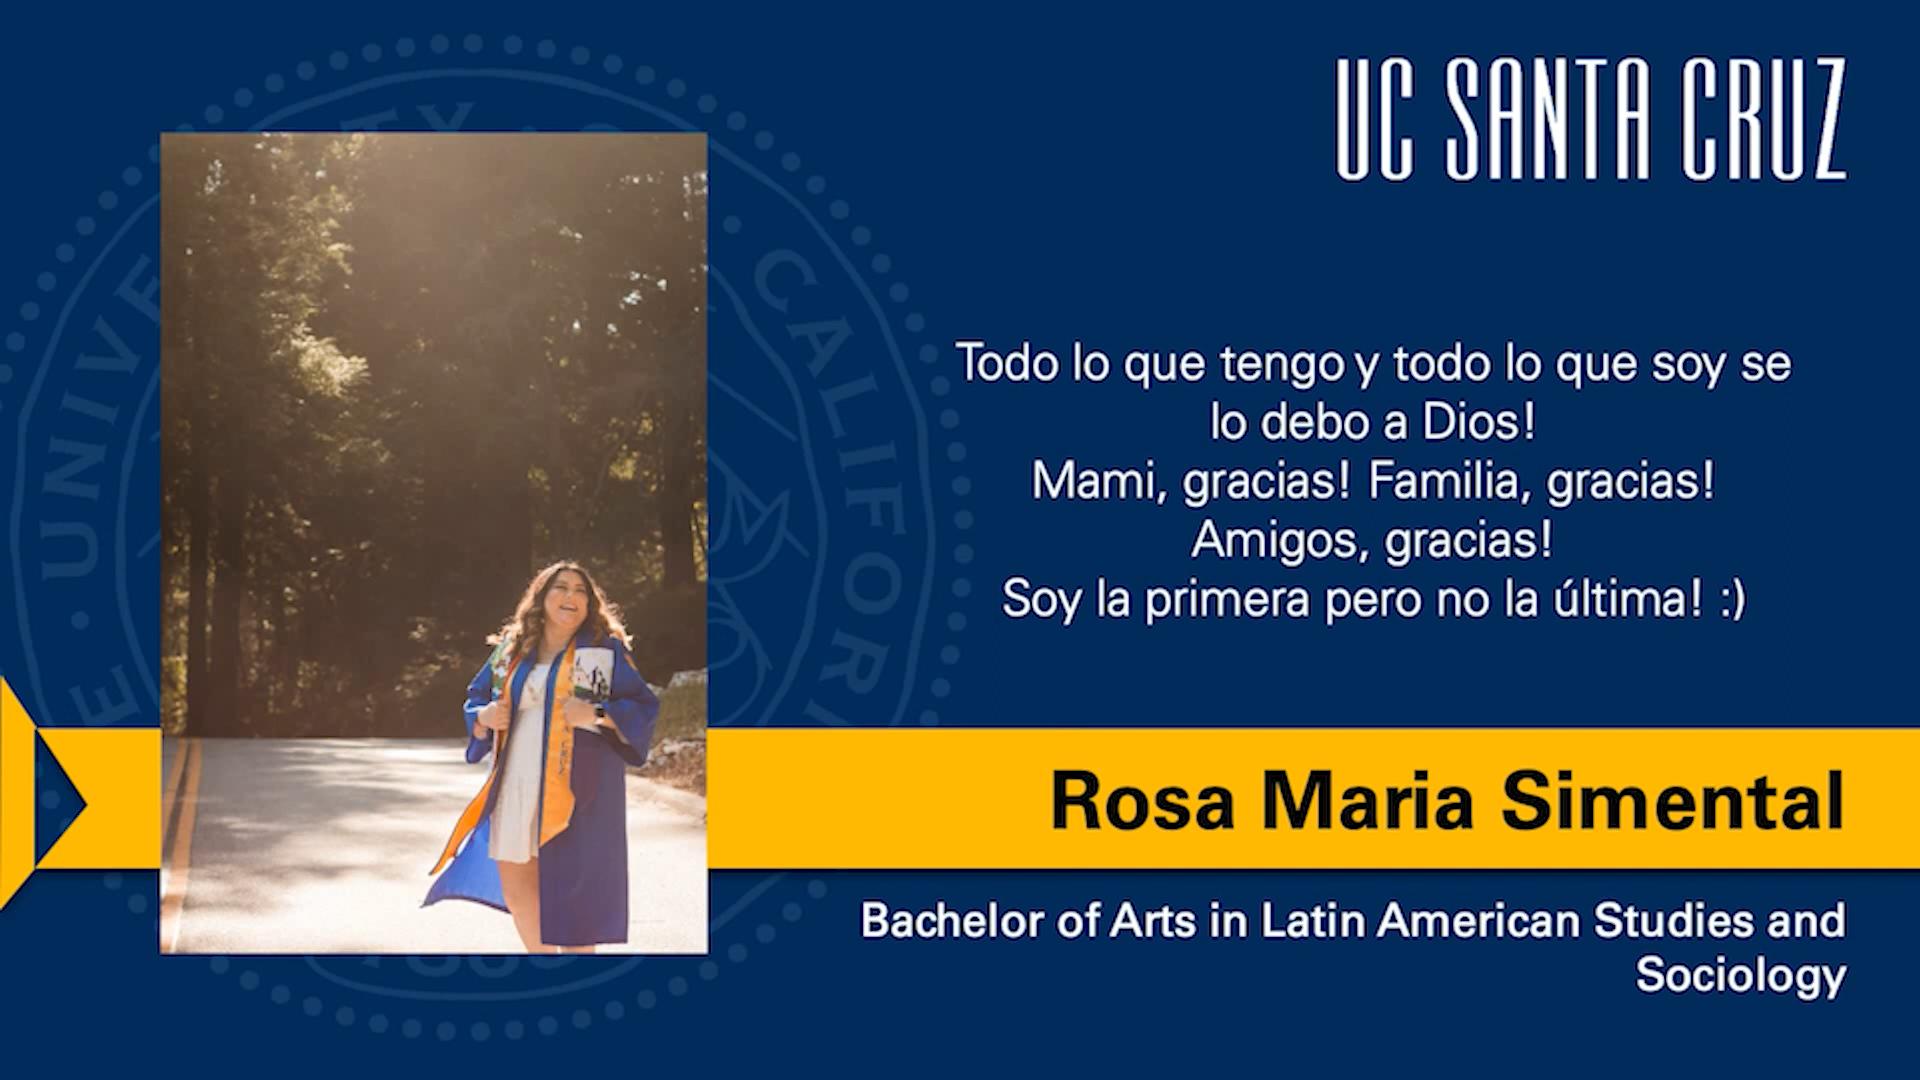 UC SANTA CRUZ
Todo lo que tengo y todo lo que soy se
lo debo a Dios!
Mami, gracias! Familia, gracias!
Amigos, gracias!
Soy la primera pero no la última! :)
Rosa Maria Simental
Bachelor of Arts in Latin American Studies and
Sociology